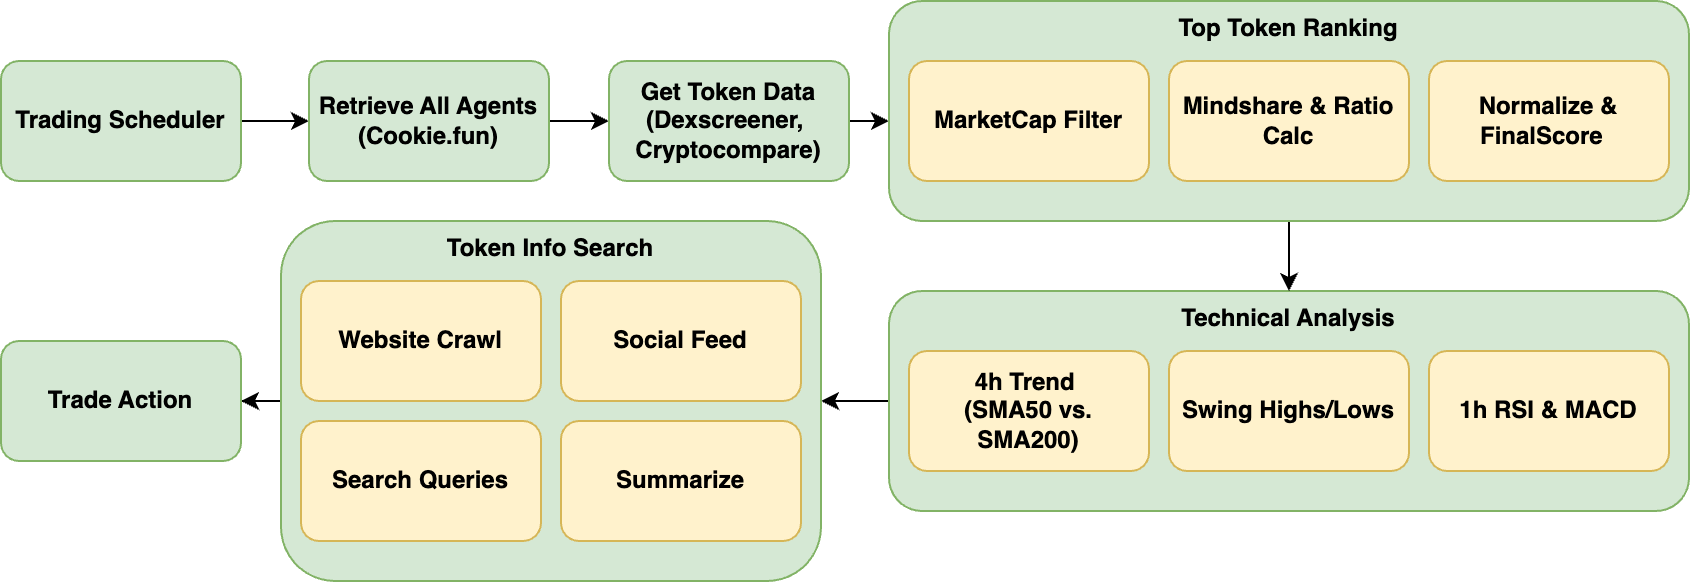 Trading Scheduler
Retrieve All Agents
(Cookie.fun)
Get Token Data
(Dexscreener,
Cryptocompare)
Top Token Ranking
MarketCap Filter
Mindshare & Ratio
Calc
Normalize &
FinalScore
Technical Analysis
4h Trend
(SMA50 vs.
SMA200)
Swing Highs/Lows
1h RSI & MACD
Token Info Search
Website Crawl
Social Feed
Search Queries
Summarize
Trade Action